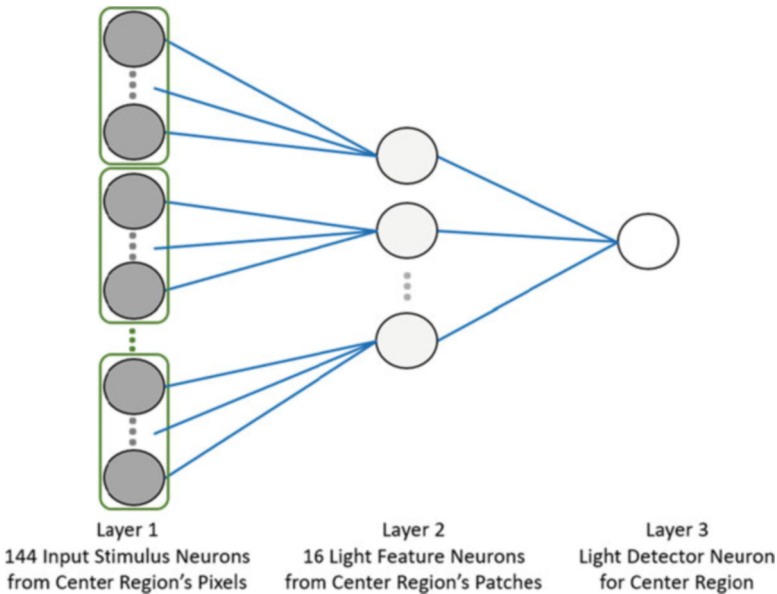 Layer 1
144 Input Stimulus Neurons
from Center Region's Pixels
Layer 2
16 Light Feature Neurons
from Center Region's Patches
Layer 3
Light Detector Neuron
for Center Region